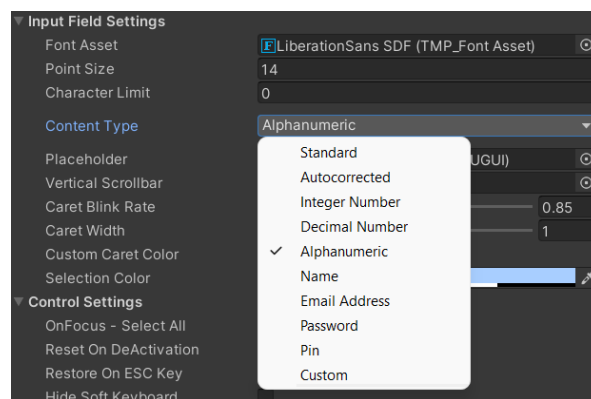 Input Field Settings
Font Asset
LiberationSans SDF (TMP_Font Asset)
Point Size
14
Character Limit
0
Content Type
Alphanumeric
Placeholder
UGUI)
Vertical Scrollbar
Caret Blink Rate
0.85
Caret Width
1
Custom Caret Color
Selection Color
Standard
Autocorrected
Integer Number
Decimal Number
Alphanumeric
Name
Email Address
Password
Pin
Custom
Control Settings
OnFocus - Select All
Reset On DeActivation
Restore On ESC Key
Hide Soft Keyboard